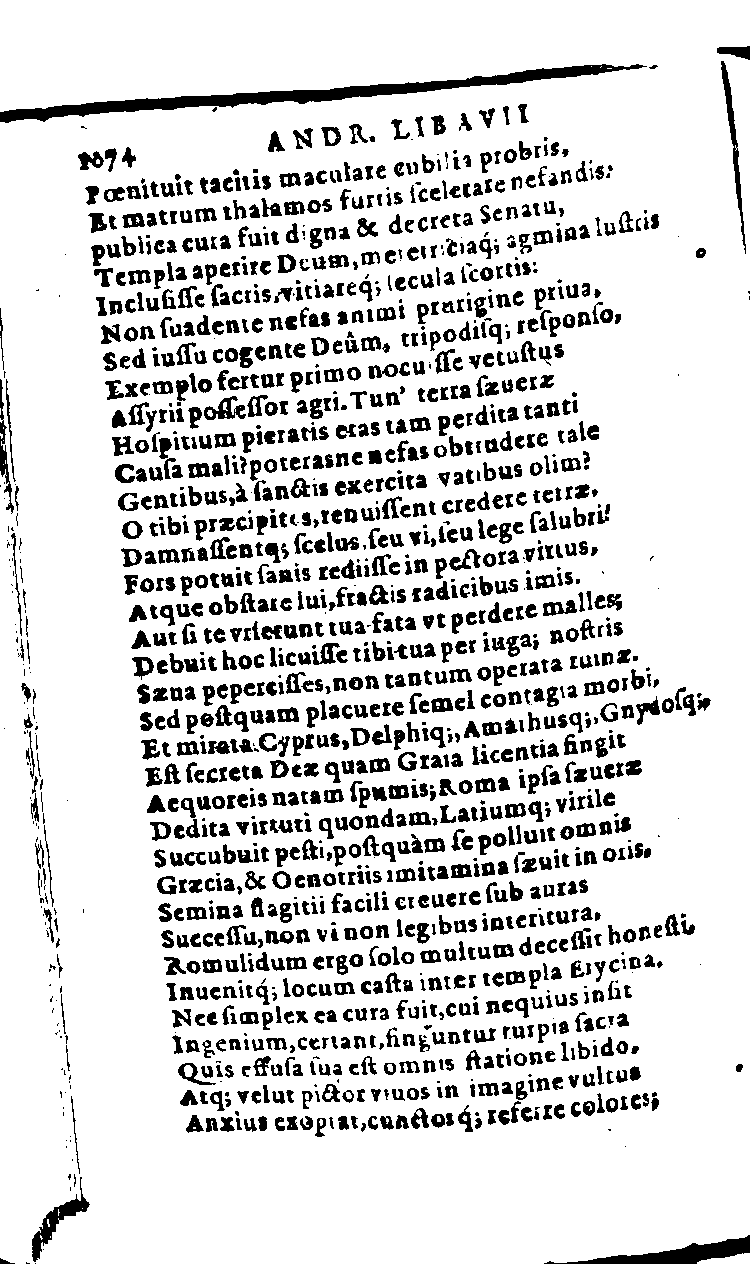 1074 ANDR. LIBAVII
Pœnituit tacitis maculare cubilia probris,
Et matrum thalamos furtis ſcelerare nefandis:
publica cura fuit digna & decreta Senatu,
Templa aperire Deum, meretriciaq́; agmina luſtris
Incluſiſſe ſacris, vitiareq́; ſecula ſcortis:
Non ſuadente nefas animi prurigine priua,
Sed iuſſu cogente Deûm, tripodiſq; reſponſo,
Exemplo fertur primo nocuiſſe vetuſtus
Aſſyrii poſſeſſor agri. Tun' terra ſæueræ
Hoſpitium pietatis eras tam perdita tanti
Cauſa mali? poterasne nefas obtrudere tale
Gentibus, à ſanctis exercita vatibus olim?
O tibi præcipites, renuiſſent credere terræ,
Damnaſſentq; ſcelus, ſeu vi, ſeu lege ſalubri!
Fors potuit ſanis rediiſſe in pectora virtus,
Atque obſtare lui, fractis radicibus imis.
Aut ſi te vrſerunt tua fata vt perdere malles;
Debuit hoc licuiſſe tibi tua per iuga; noſtris
Sæua peperciſſes, non tantum operata ruinæ.
Sed poſtquam placuere ſemel contagia morbi,
Et mirata Cyprus, Delphiq;, Amathusq;, Gnydoſq;,
Eſt ſecreta Deæ quam Graia licentia fingit
Aequoreis natam ſpumis; Roma ipſa ſæueræ
Dedita virtuti quondam, Latiumq; virile
Succubuit peſti, poſtquàm ſe polluit omnis
Græcia, & Oenotriis imitamina ſæuit in oris.
Semina flagitii facili creuere ſub auras
Succeſſu, non vi non legibus interitura,
Romulidum ergo ſolo multum deceſſit honeſti,
Inuenitq́; locum caſta inter templa Erycina.
Nec ſimplex ea cura fuit, cui nequius inſit
Ingenium, certant, finguntur turpia ſacra
Quis effuſa ſua eſt omnis ſtatione libido.
Atq; velut pictor viuos in imagine vultus
Anxius exoptat, cunctosq́; referre colores;